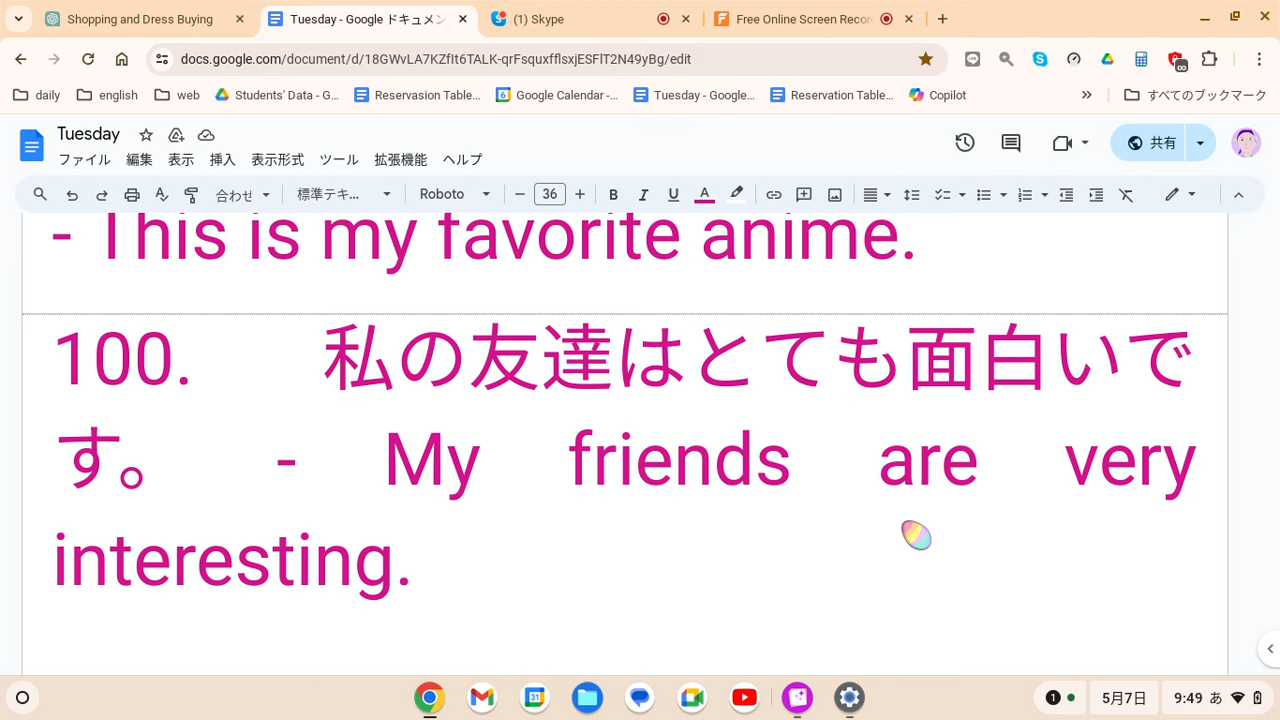 Shopping and Dress Buying
Tuesday - Google ドキュメン
(1) Skype
Free Online Screen Recor
docs.google.com/document/d/18GWvLA7KZfIt6TALK-qrFsquxfflsxjESFlT2N49yBg/edit
daily
english
web
Students' Data - G...
Reservasion Table...
Google Calendar -...
Tuesday - Google...
Reservation Table...
Copilot
すべてのブックマーク
Tuesday
ファイル 編集 表示 挿入 表示形式 ツール 拡張機能 ヘルプ
共有
合わせ
標準テキ...
Roboto
36
- This is my favorite anime.
100. 私の友達はとても面白いで
す。 - My friends are very
interesting.
1
5月7日
9:49 あ